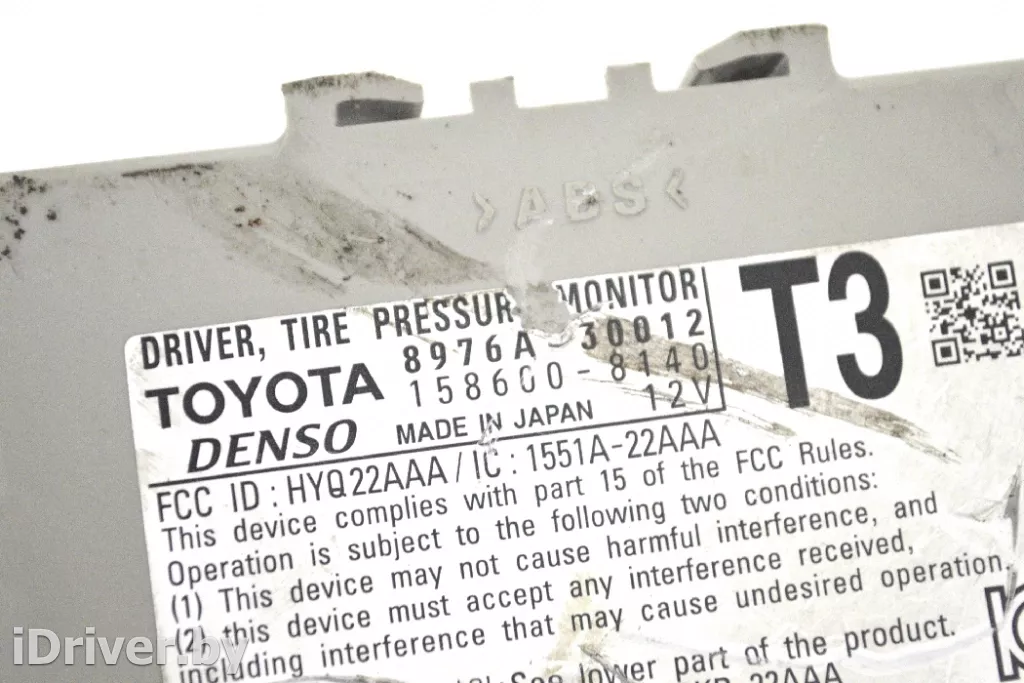 >ABS<
DRIVER, TIRE PRESSUR MONITOR
TOYOTA 8976A-30012
158600-8140
DENSO MADE IN JAPAN 12V
T3
FCC ID : HYQ22AAA / IC : 1551A-22AAA
This device complies with part 15 of the FCC Rules.
Operation is subject to the following two conditions:
(1) This device may not cause harmful interference, and
(2) this device must accept any interference received,
including interference that may cause undesired operation.
See lower part of the product.
22AAA
iDriver.by